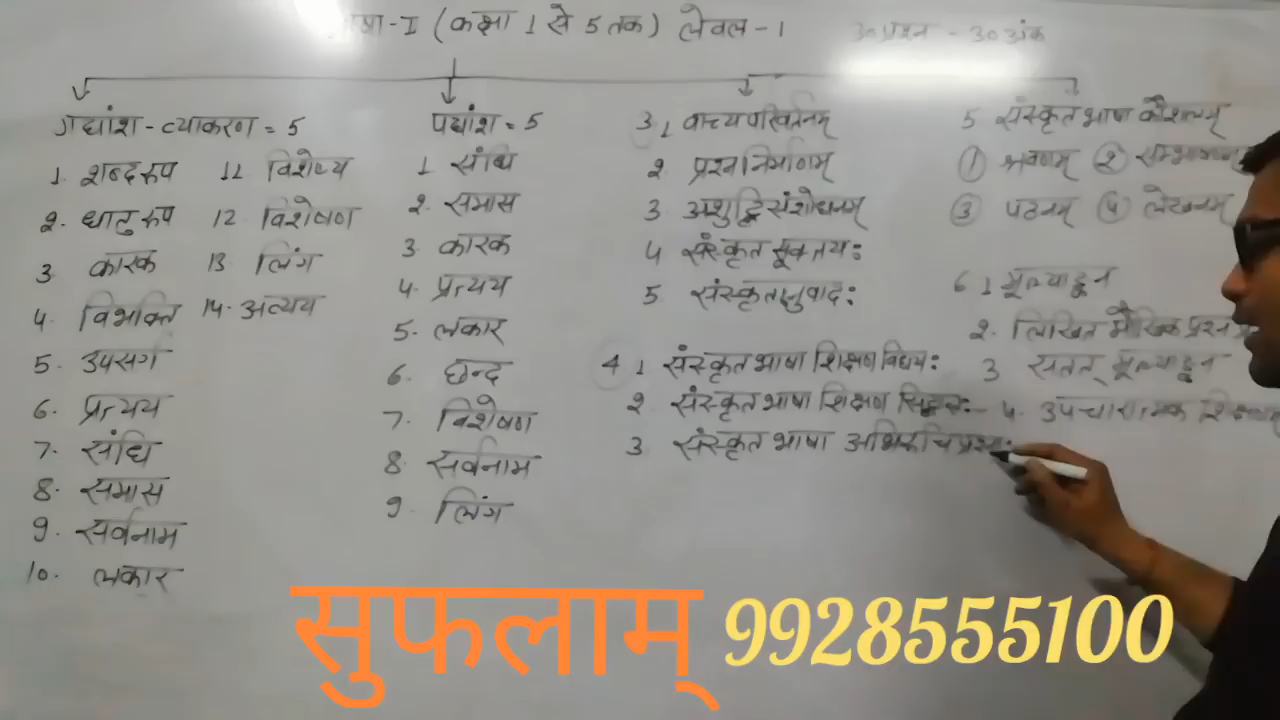 भाषा-I (कक्षा 1 से 5 तक) लेवल-1 30 प्रश्न - 30 अंक
गद्यांश-व्याकरण = 5
1. शब्द रूप 11 विशेष्य
2. धातु रूप 12 विशेषण
3 कारक 13 लिंग
4. विभक्ति 14. अव्यय
5. उपसर्ग
6. प्रत्यय
7. संधि
8. समास
9. सर्वनाम
10. लकार
पद्यांश = 5
1 संधि
2. समास
3. कारक
4. प्रत्यय
5. लकार
6. छन्द
7. विशेषण
8. सर्वनाम
9. लिंग
3 1 वाच्यपरिवर्तनम्
2 प्रश्ननिर्माणम्
3 अशुद्धिसंशोधनम्
4 संस्कृत सूक्तयः
5 संस्कृतानुवादः
4 1 संस्कृत भाषा शिक्षण विधयः
2 संस्कृत भाषा शिक्षण
3 संस्कृत भाषा अभिरुचि
5 संस्कृत भाषा कौशलम्
① श्रवणम् ②
③ पठनम् ④ लेखनम्
6 1 मूल्याङ्कन
2. लिखित मौखिक प्रश्न
3 सतत् मूल्याङ्कन
4. उपचारात्मक
सुफलाम् 9928555100